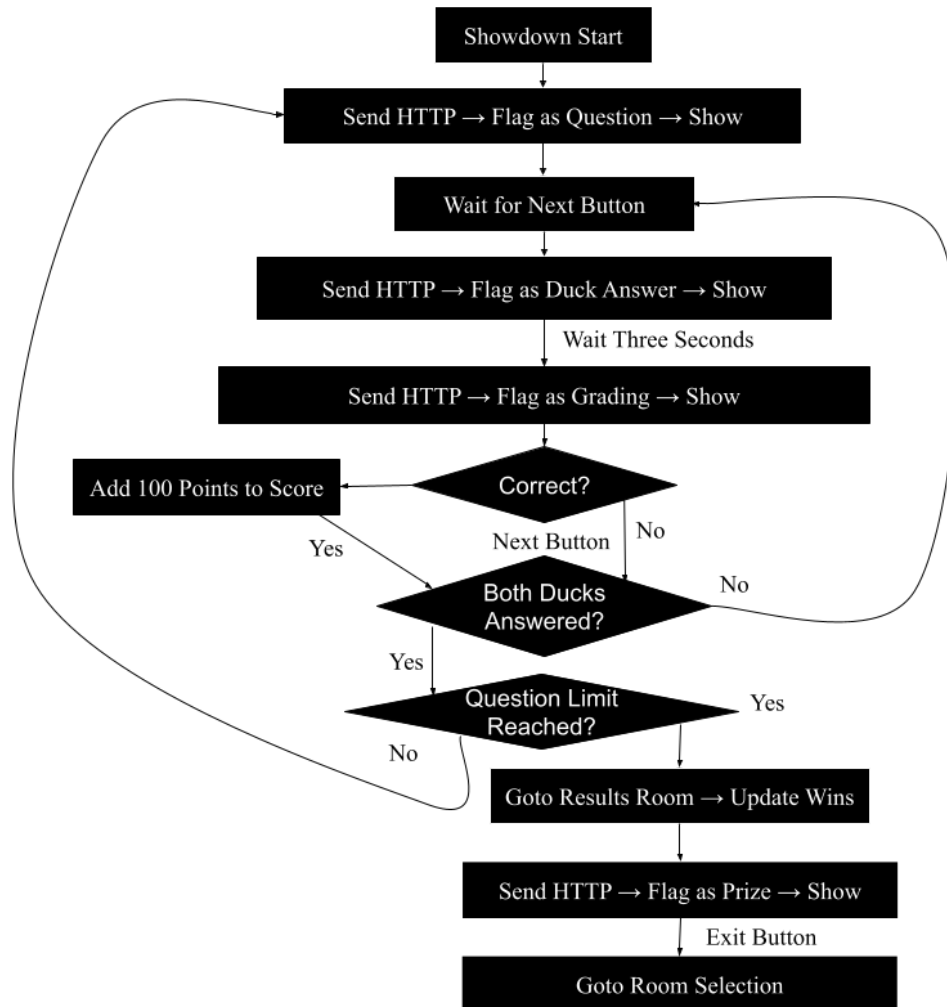 Showdown Start
Send HTTP → Flag as Question → Show
Wait for Next Button
Send HTTP → Flag as Duck Answer → Show
Wait Three Seconds
Send HTTP → Flag as Grading → Show
Correct?
Add 100 Points to Score
No
Next Button
Yes
Both Ducks
Answered?
No
Yes
Question Limit
Reached?
Yes
No
Goto Results Room → Update Wins
Send HTTP → Flag as Prize → Show
Exit Button
Goto Room Selection